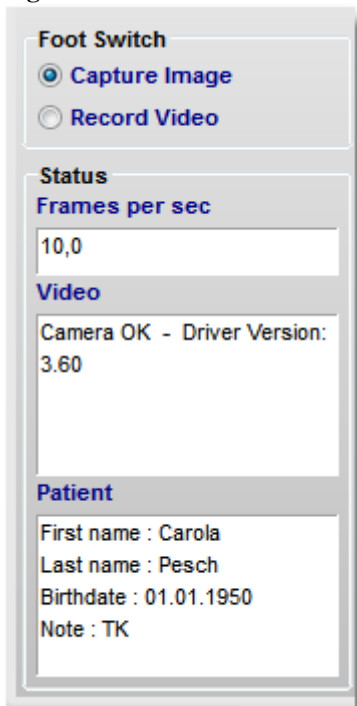 Foot Switch
Capture Image
Record Video
Status
Frames per sec
10,0
Video
Camera OK - Driver Version:
3.60
Patient
First name : Carola
Last name : Pesch
Birthdate : 01.01.1950
Note : TK